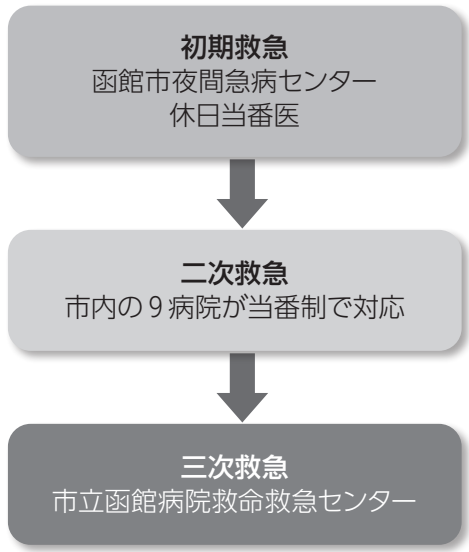 初期救急
函館市夜間急病センター
休日当番医
二次救急
市内の9病院が当番制で対応
三次救急
市立函館病院救命救急センター